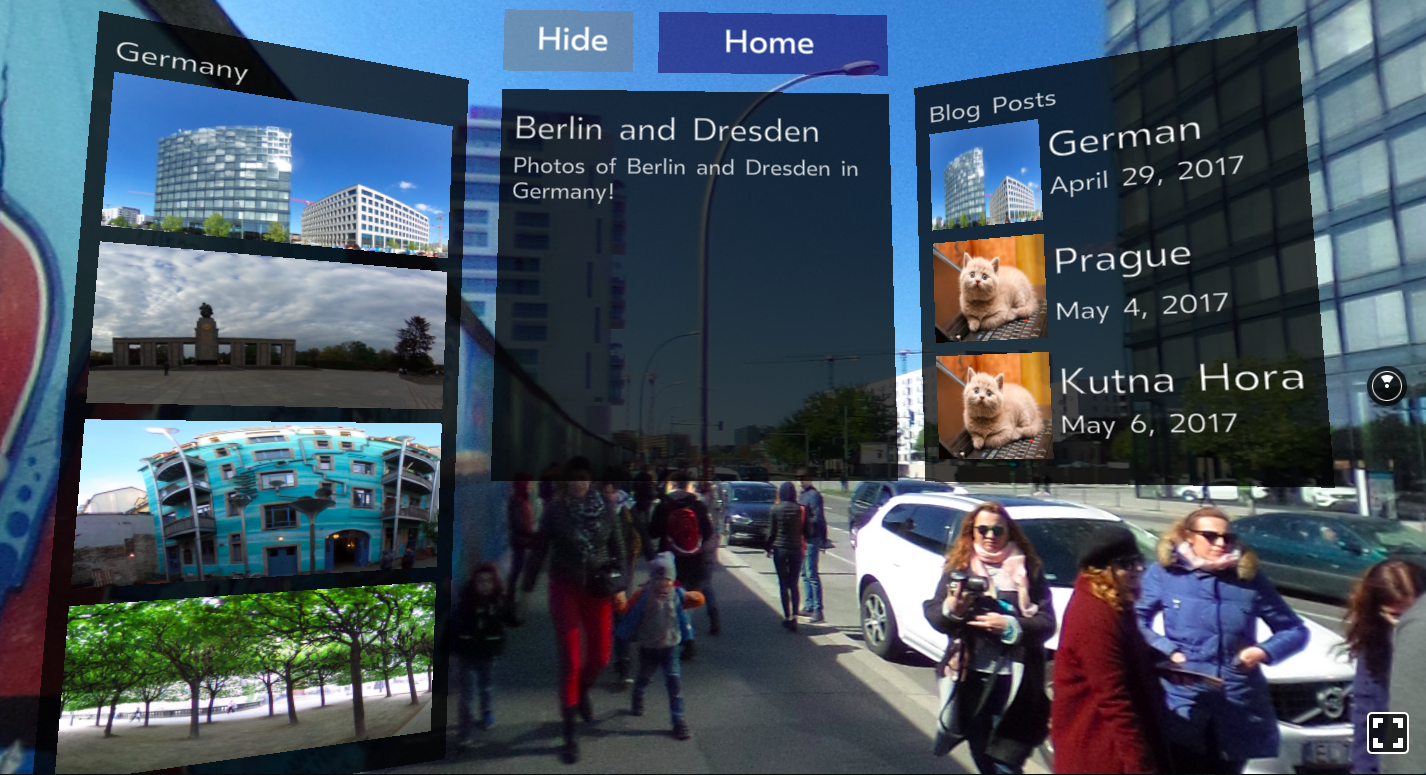 Hide
Home
Germany
Berlin and Dresden
Photos of Berlin and Dresden in
Germany!
Blog Posts
German
April 29, 2017
Prague
May 4, 2017
Kutna Hora
May 6, 2017